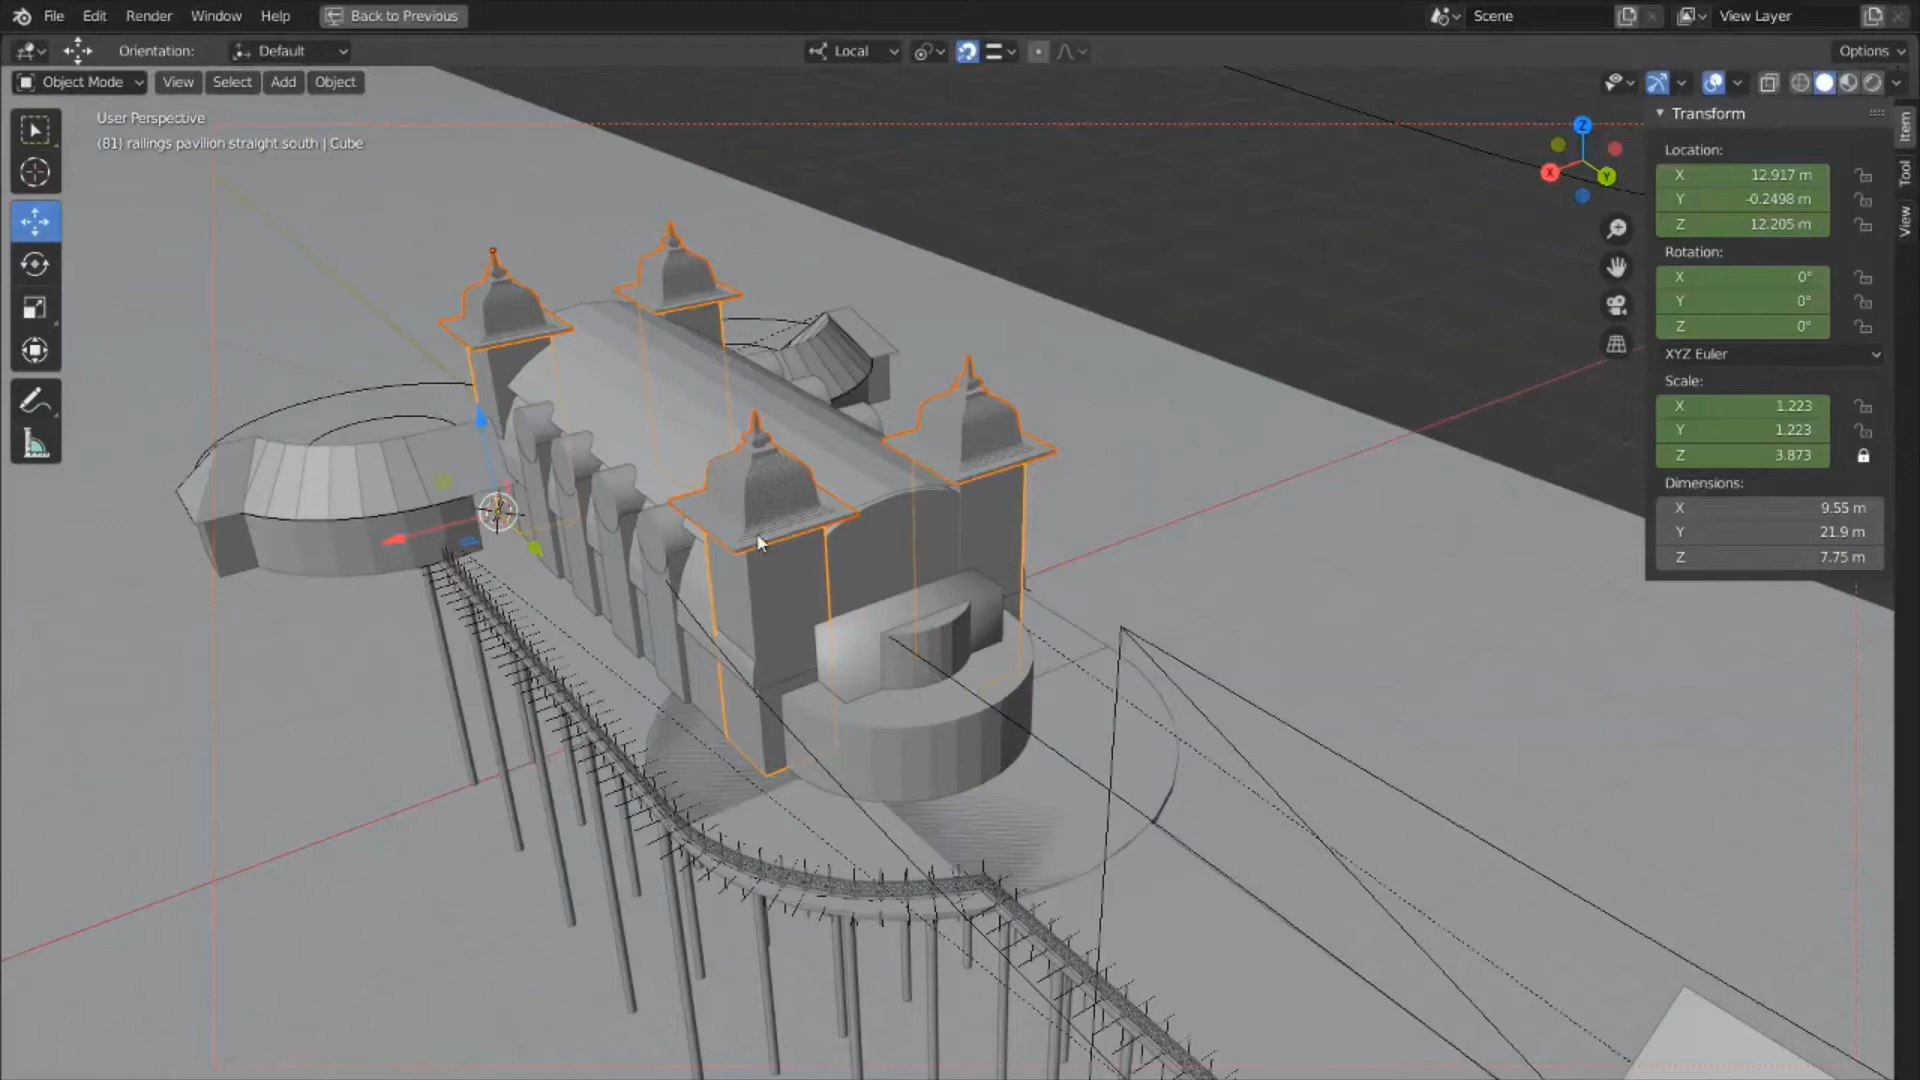 File Edit Render Window Help Back to Previous Scene View Layer
Orientation: Default Local Options
Object Mode View Select Add Object
User Perspective
(81) railings pavilion straight south | Cube
Transform
Location:
X 12.917 m
Y -0.2498 m
Z 12.205 m
Rotation:
X 0°
Y 0°
Z 0°
XYZ Euler
Scale:
X 1.223
Y 1.223
Z 3.873
Dimensions:
X 9.55 m
Y 21.9 m
Z 7.75 m
Item
Tool
View
Z
X
Y